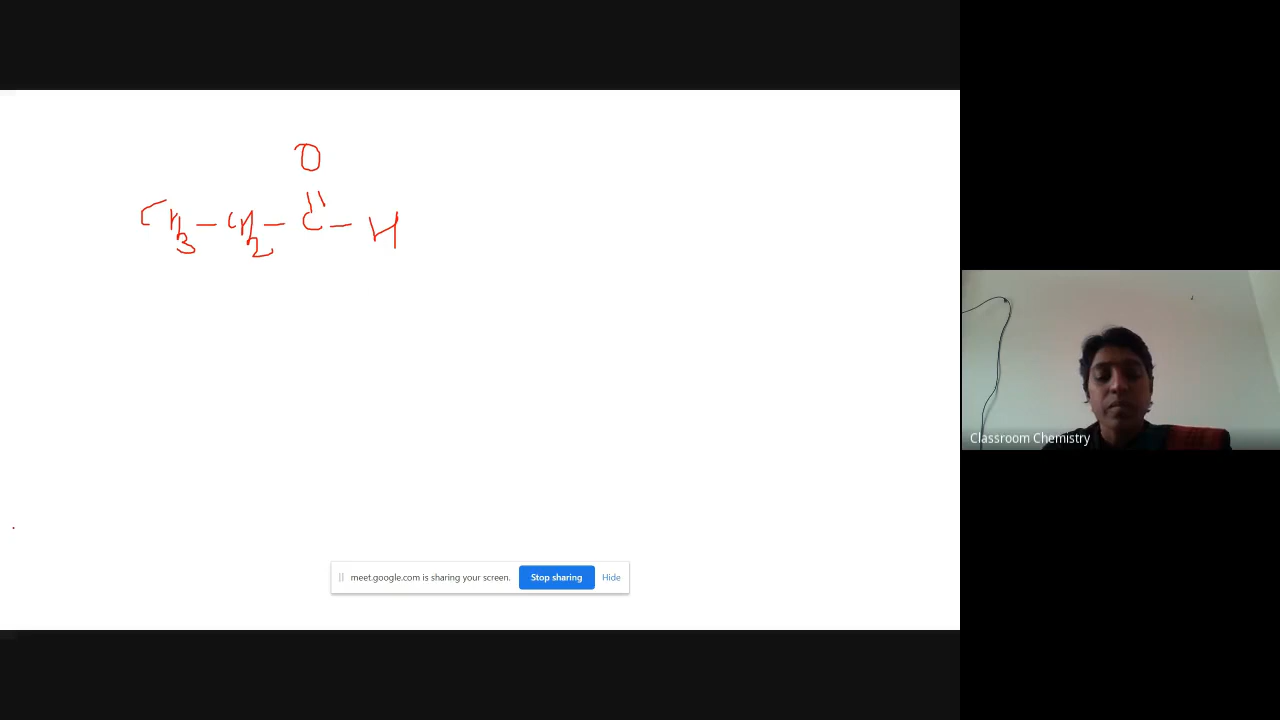 O
CH3-CH2-C-H
meet.google.com is sharing your screen. Stop sharing Hide
Classroom Chemistry